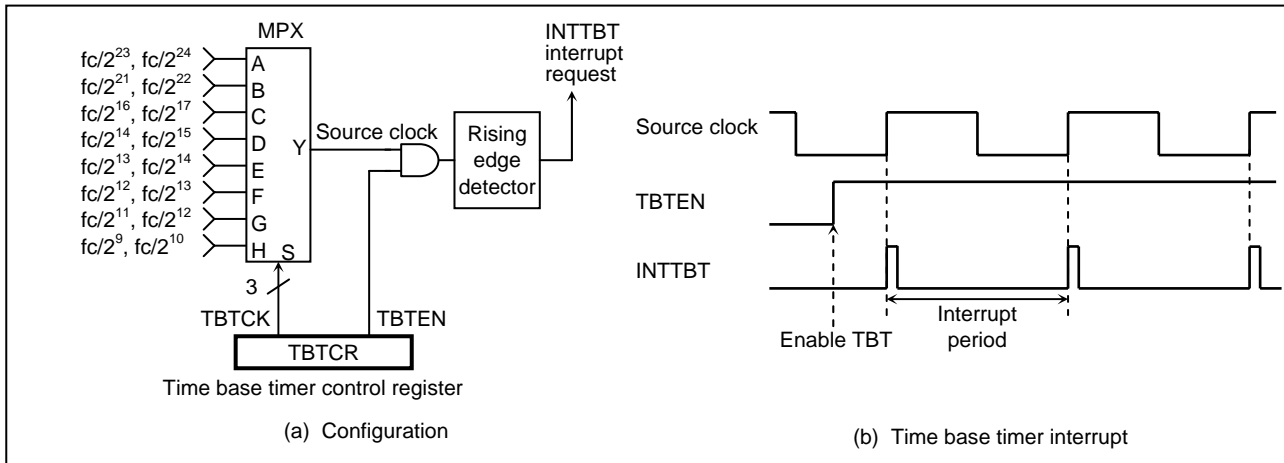 MPX
fc/2^23, fc/2^24
A
fc/2^21, fc/2^22
B
fc/2^16, fc/2^17
C
fc/2^14, fc/2^15
D
fc/2^13, fc/2^14
E
fc/2^12, fc/2^13
F
fc/2^11, fc/2^12
G
fc/2^9, fc/2^10
H
S
Y
Source clock
Rising
edge
detector
INTTBT
interrupt
request
3
TBTCK
TBTEN
TBTCR
Time base timer control register
(a) Configuration
Source clock
TBTEN
INTTBT
Enable TBT
Interrupt
period
(b) Time base timer interrupt